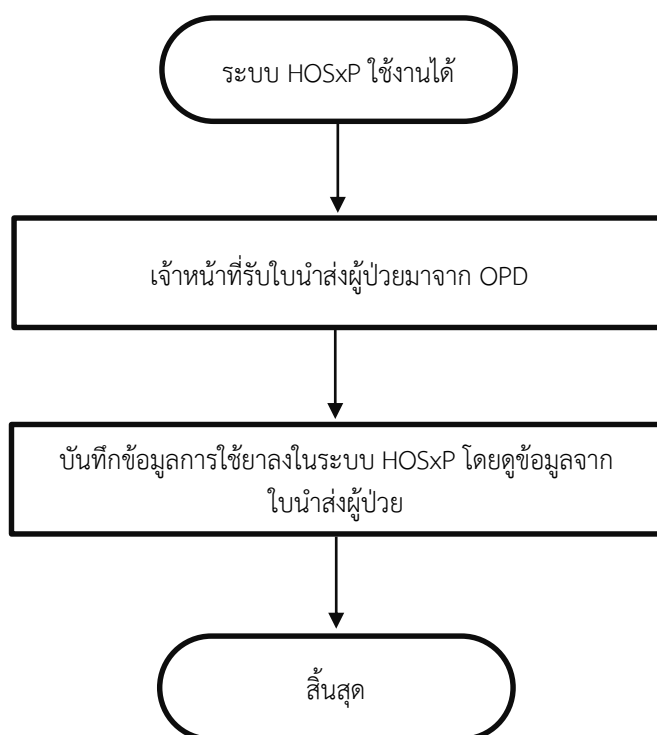 ระบบ HOSxP ใช้งานได้
เจ้าหน้าที่รับใบนำส่งผู้ป่วยมาจาก OPD
บันทึกข้อมูลการใช้ยาลงในระบบ HOSxP โดยดูข้อมูลจาก
ใบนำส่งผู้ป่วย
สิ้นสุด